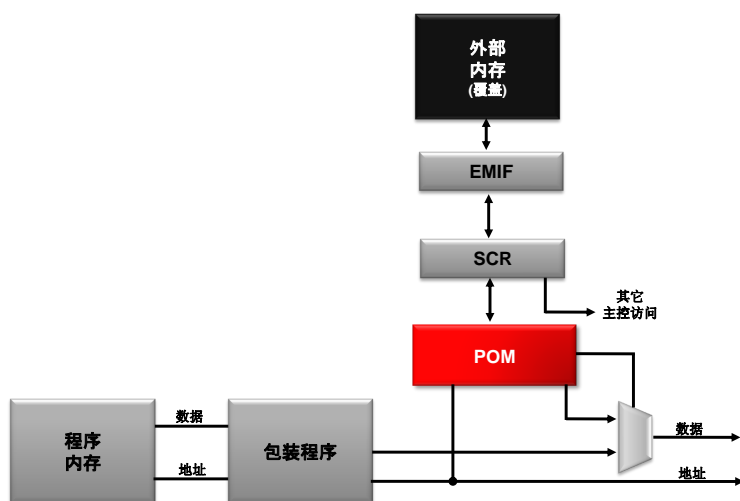 外部
内存
(覆盖)
EMIF
SCR
其它
主控访问
POM
程序
内存
数据
地址
包装程序
数据
地址